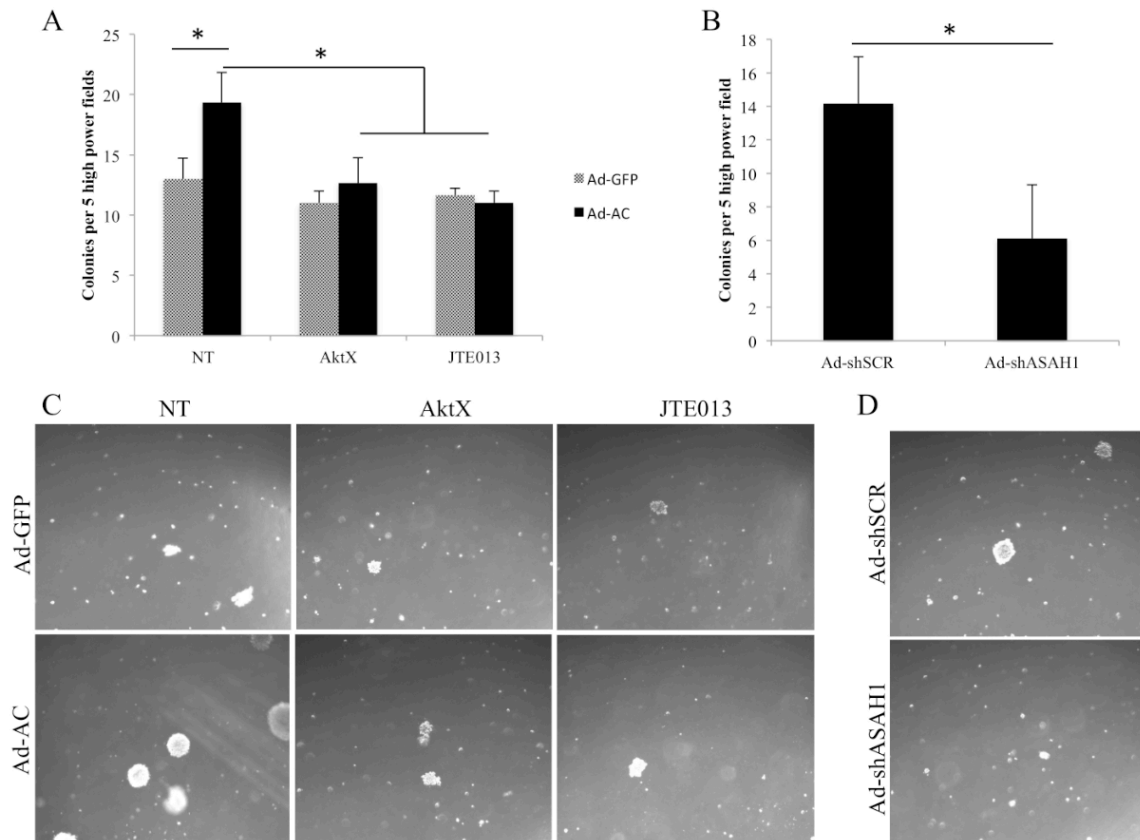 A
*
*
Colonies per 5 high power fields
25
20
15
10
5
0
NT
AktX
JTE013
Ad-GFP
Ad-AC
B
*
Colonies per 5 high power field
18
16
14
12
10
8
6
4
2
0
Ad-shSCR
Ad-shASAH1
C
NT
AktX
JTE013
Ad-GFP
Ad-AC
D
Ad-shSCR
Ad-shASAH1